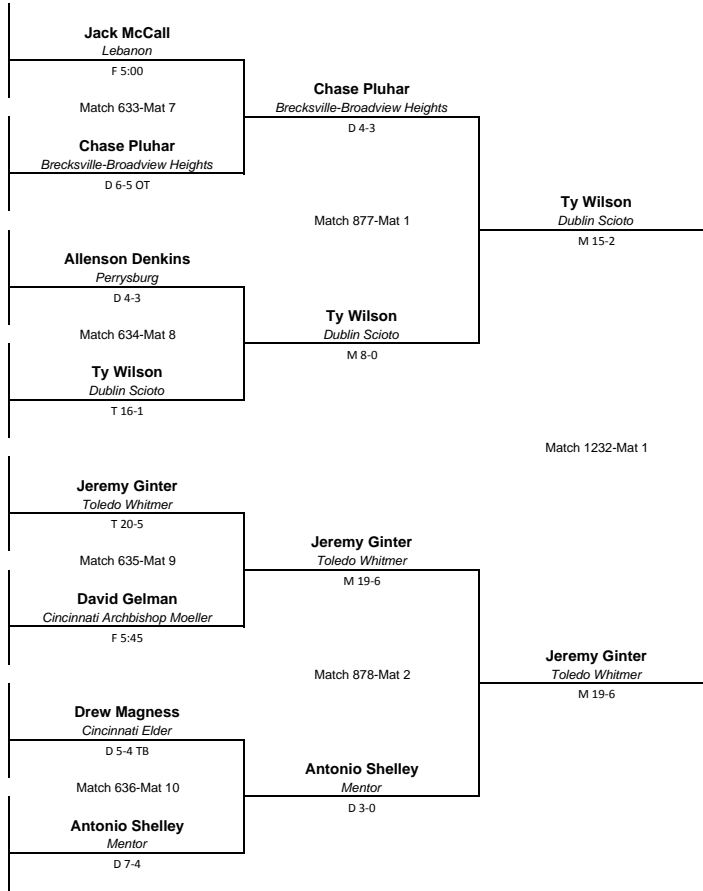 Jack McCall
Lebanon
F 5:00
Match 633-Mat 7
Chase Pluhar
Brecksville-Broadview Heights
D 6-5 OT
Chase Pluhar
Brecksville-Broadview Heights
D 4-3
Match 877-Mat 1
Allenson Denkins
Perrysburg
D 4-3
Match 634-Mat 8
Ty Wilson
Dublin Scioto
T 16-1
Ty Wilson
Dublin Scioto
M 8-0
Ty Wilson
Dublin Scioto
M 15-2
Match 1232-Mat 1
Jeremy Ginter
Toledo Whitmer
T 20-5
Match 635-Mat 9
David Gelman
Cincinnati Archbishop Moeller
F 5:45
Jeremy Ginter
Toledo Whitmer
M 19-6
Match 878-Mat 2
Drew Magness
Cincinnati Elder
D 5-4 TB
Match 636-Mat 10
Antonio Shelley
Mentor
D 7-4
Antonio Shelley
Mentor
D 3-0
Jeremy Ginter
Toledo Whitmer
M 19-6